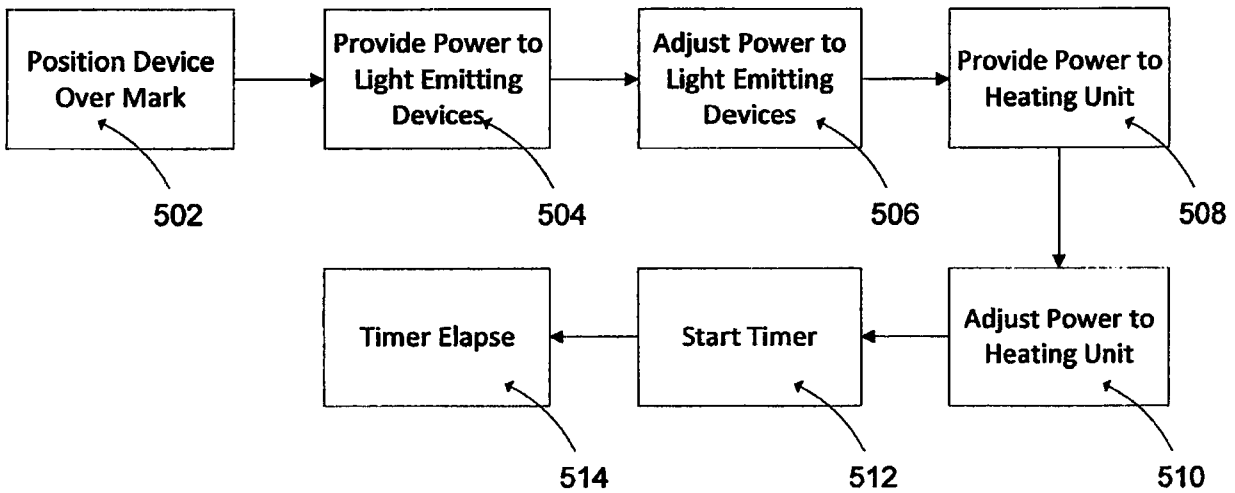 Position Device
Over Mark
Provide Power to
Light Emitting
Devices
Adjust Power to
Light Emitting
Devices
Provide Power to
Heating Unit
502
504
506
508
Timer Elapse
Start Timer
Adjust Power to
Heating Unit
514
512
510